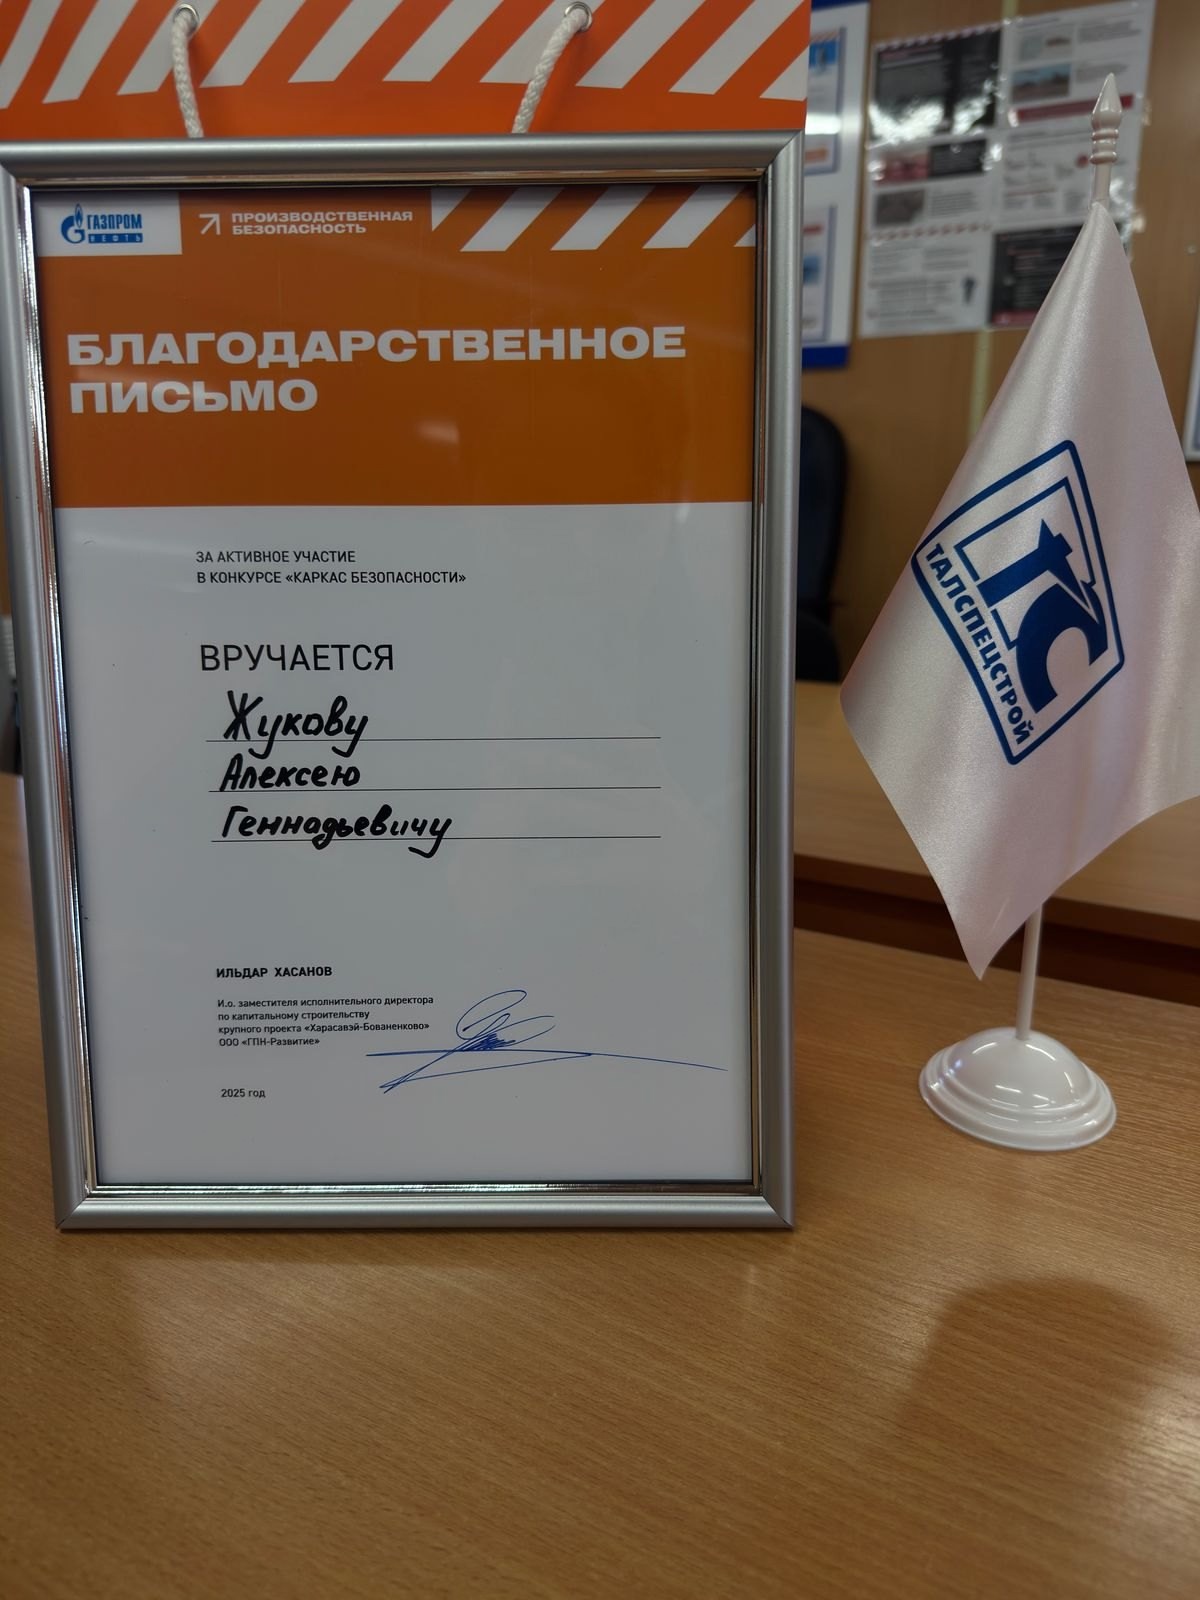 ГАЗПРОМ
НЕФТЬ
ПРОИЗВОДСТВЕННАЯ
БЕЗОПАСНОСТЬ
БЛАГОДАРСТВЕННОЕ
ПИСЬМО
ЗА АКТИВНОЕ УЧАСТИЕ
В КОНКУРСЕ «КАРКАС БЕЗОПАСНОСТИ»
ВРУЧАЕТСЯ
Жукову
Алексею
Геннадьевичу
ИЛЬДАР ХАСАНОВ
И.о. заместителя исполнительного директора
по капитальному строительству
крупного проекта «Харасавэй-Бованенково»
ООО «ГПН-Развитие»
2025 год
ТС
ТАЛСПЕЦСТРОЙ